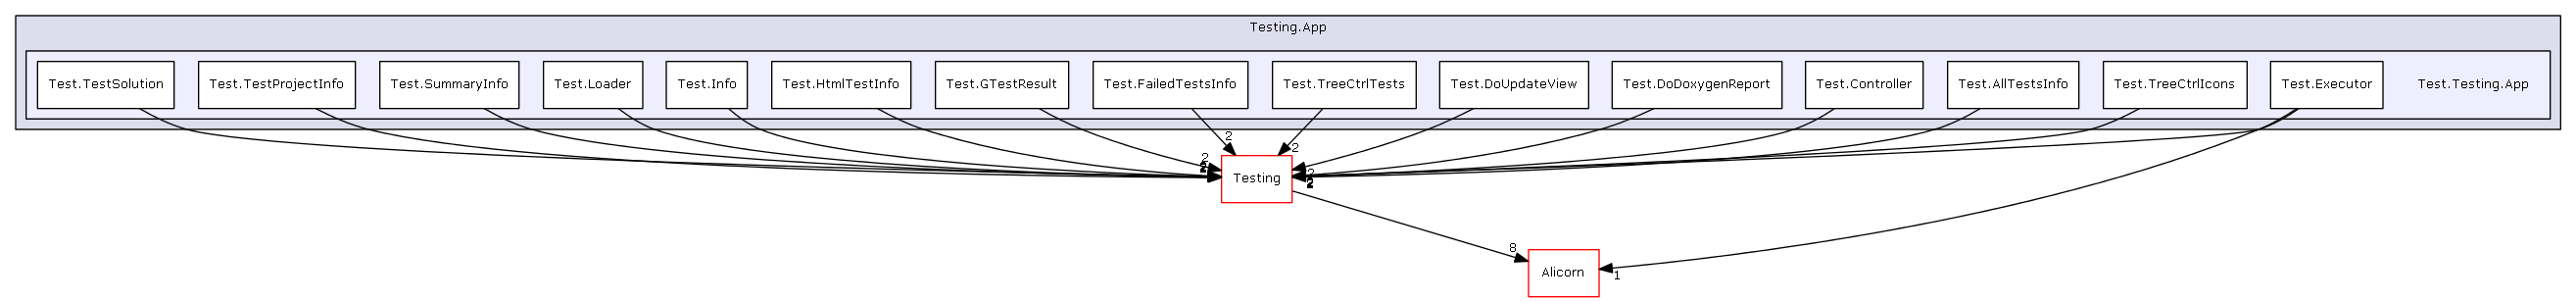 Testing.App
Test.TestSolution
Test.TestProjectInfo
Test.SummaryInfo
Test.Loader
Test.Info
Test.HtmlTestInfo
Test.GTestResult
Test.FailedTestsInfo
Test.TreeCtrlTests
Test.DoUpdateView
Test.DoDoxygenReport
Test.Controller
Test.AllTestsInfo
Test.TreeCtrlIcons
Test.Executor
Test.Testing.App
2
2
2
2
Testing
8
Alicorn
1